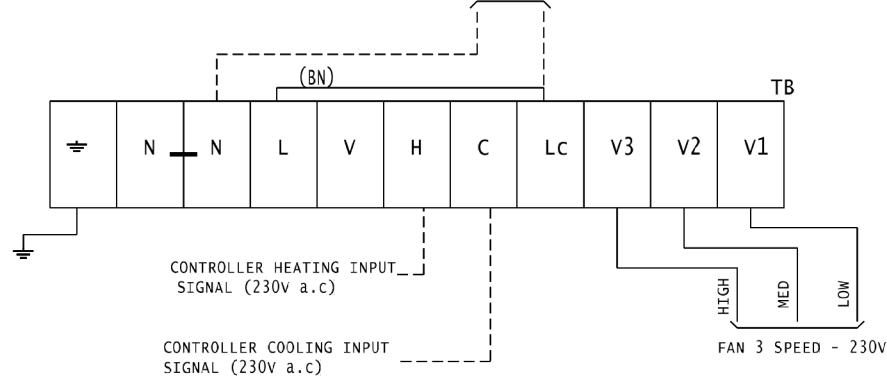 (BN)
TB
N N L V H C Lc V3 V2 V1
CONTROLLER HEATING INPUT
SIGNAL (230V a.c)
HIGH
MED
LOW
CONTROLLER COOLING INPUT
SIGNAL (230V a.c)
FAN 3 SPEED - 230V